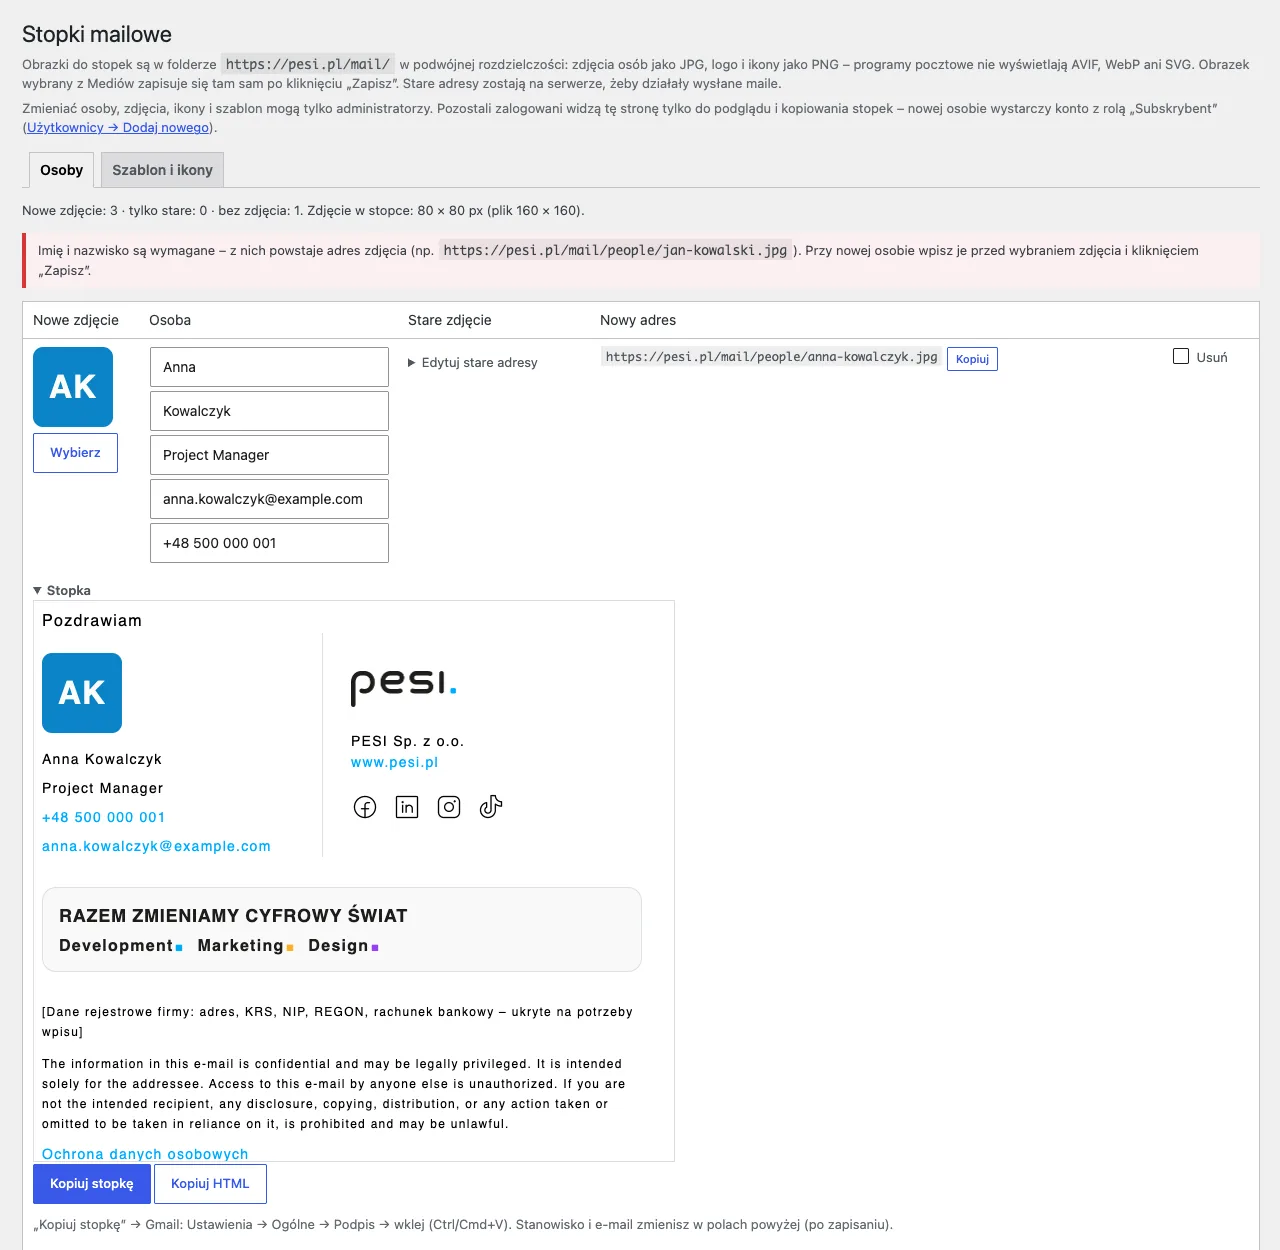 Stopki mailowe
Obrazki do stopek są w folderze https://pesi.pl/mail/ w podwójnej rozdzielczości: zdjęcia osób jako JPG, logo i ikony jako PNG – programy pocztowe nie wyświetlają AVIF, WebP ani SVG. Obrazek
wybrany z Mediów zapisuje się tam sam po kliknięciu „Zapisz”. Stare adresy zostają na serwerze, żeby działały wysłane maile.
Zmieniać osoby, zdjęcia, ikony i szablon mogą tylko administratorzy. Pozostali zalogowani widzą tę stronę tylko do podglądu i kopiowania stopek – nowej osobie wystarczy konto z rolą „Subskrybent”
(Użytkownicy → Dodaj nowego).
Osoby
Szablon i ikony
Nowe zdjęcie: 3 · tylko stare: 0 · bez zdjęcia: 1. Zdjęcie w stopce: 80 × 80 px (plik 160 × 160).
Imię i nazwisko są wymagane – z nich powstaje adres zdjęcia (np. https://pesi.pl/mail/people/jan-kowalski.jpg). Przy nowej osobie wpisz je przed wybraniem zdjęcia i kliknięciem
„Zapisz”.
Nowe zdjęcie Osoba Stare zdjęcie Nowy adres
AK
Wybierz
Anna
Kowalczyk
Project Manager
anna.kowalczyk@example.com
+48 500 000 001
Edytuj stare adresy
https://pesi.pl/mail/people/anna-kowalczyk.jpg Kopiuj
Usuń
Stopka
Pozdrawiam
AK
Anna Kowalczyk
Project Manager
+48 500 000 001
anna.kowalczyk@example.com
pesi.
PESI Sp. z o.o.
www.pesi.pl
in
RAZEM ZMIENIAMY CYFROWY ŚWIAT
Development Marketing Design
[Dane rejestrowe firmy: adres, KRS, NIP, REGON, rachunek bankowy – ukryte na potrzeby
wpisu]
The information in this e-mail is confidential and may be legally privileged. It is intended
solely for the addressee. Access to this e-mail by anyone else is unauthorized. If you are
not the intended recipient, any disclosure, copying, distribution, or any action taken or
omitted to be taken in reliance on it, is prohibited and may be unlawful.
Ochrona danych osobowych
Kopiuj stopkę Kopiuj HTML
„Kopiuj stopkę” → Gmail: Ustawienia → Ogólne → Podpis → wklej (Ctrl/Cmd+V). Stanowisko i e-mail zmienisz w polach powyżej (po zapisaniu).